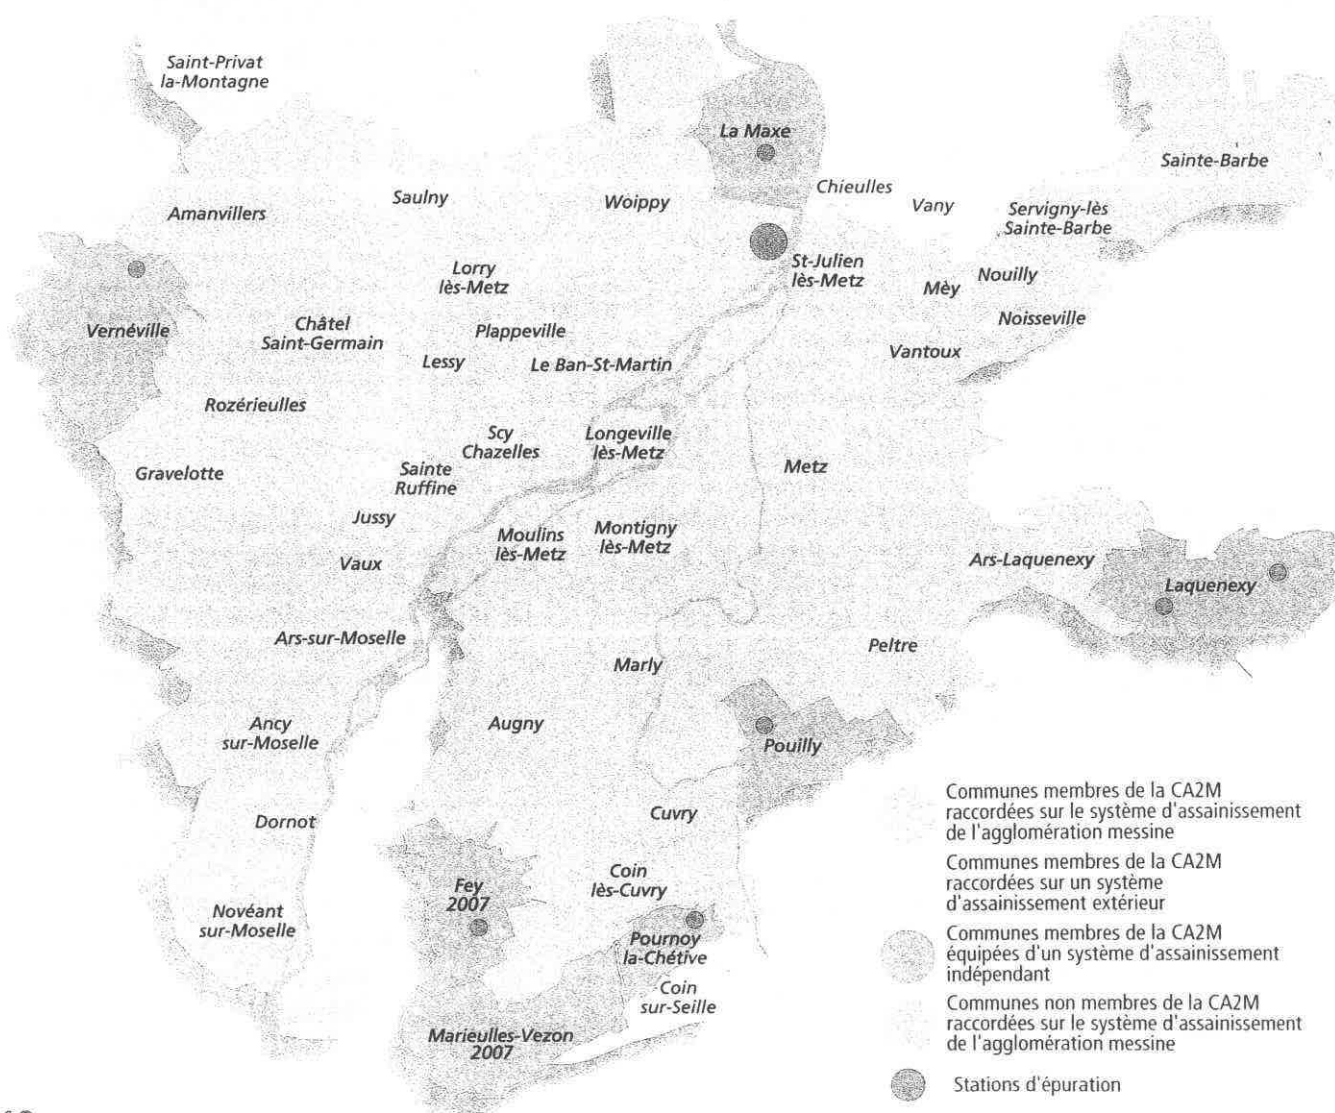 Saint-Privat
la-Montagne
La Maxe
Sainte-Barbe
Chieulles
Saulny
Woippy
Vany
Amanvillers
Servigny-lès
Sainte-Barbe
St-Julien
lès-Metz
Lorry
lès-Metz
Nouilly
Mèy
Vernéville
Châtel
Saint-Germain
Plappeville
Noisseville
Lessy
Le Ban-St-Martin
Vantoux
Rozérieulles
Scy
Chazelles
Longeville
lès-Metz
Gravelotte
Sainte
Ruffine
Metz
Jussy
Moulins
lès-Metz
Montigny
lès-Metz
Vaux
Ars-Laquenexy
Laquenexy
Ars-sur-Moselle
Marly
Peltre
Ancy
sur-Moselle
Augny
Pouilly
Dornot
Cuvry
Fey
2007
Coin
lès-Cuvry
Novéant
sur-Moselle
Pournoy
la-Chétive
Coin
sur-Seille
Marieulles-Vezon
2007
Communes membres de la CA2M
raccordées sur le système d'assainissement
de l'agglomération messine
Communes membres de la CA2M
raccordées sur un système
d'assainissement extérieur
Communes membres de la CA2M
équipées d'un système d'assainissement
indépendant
Communes non membres de la CA2M
raccordées sur le système d'assainissement
de l'agglomération messine
Stations d'épuration